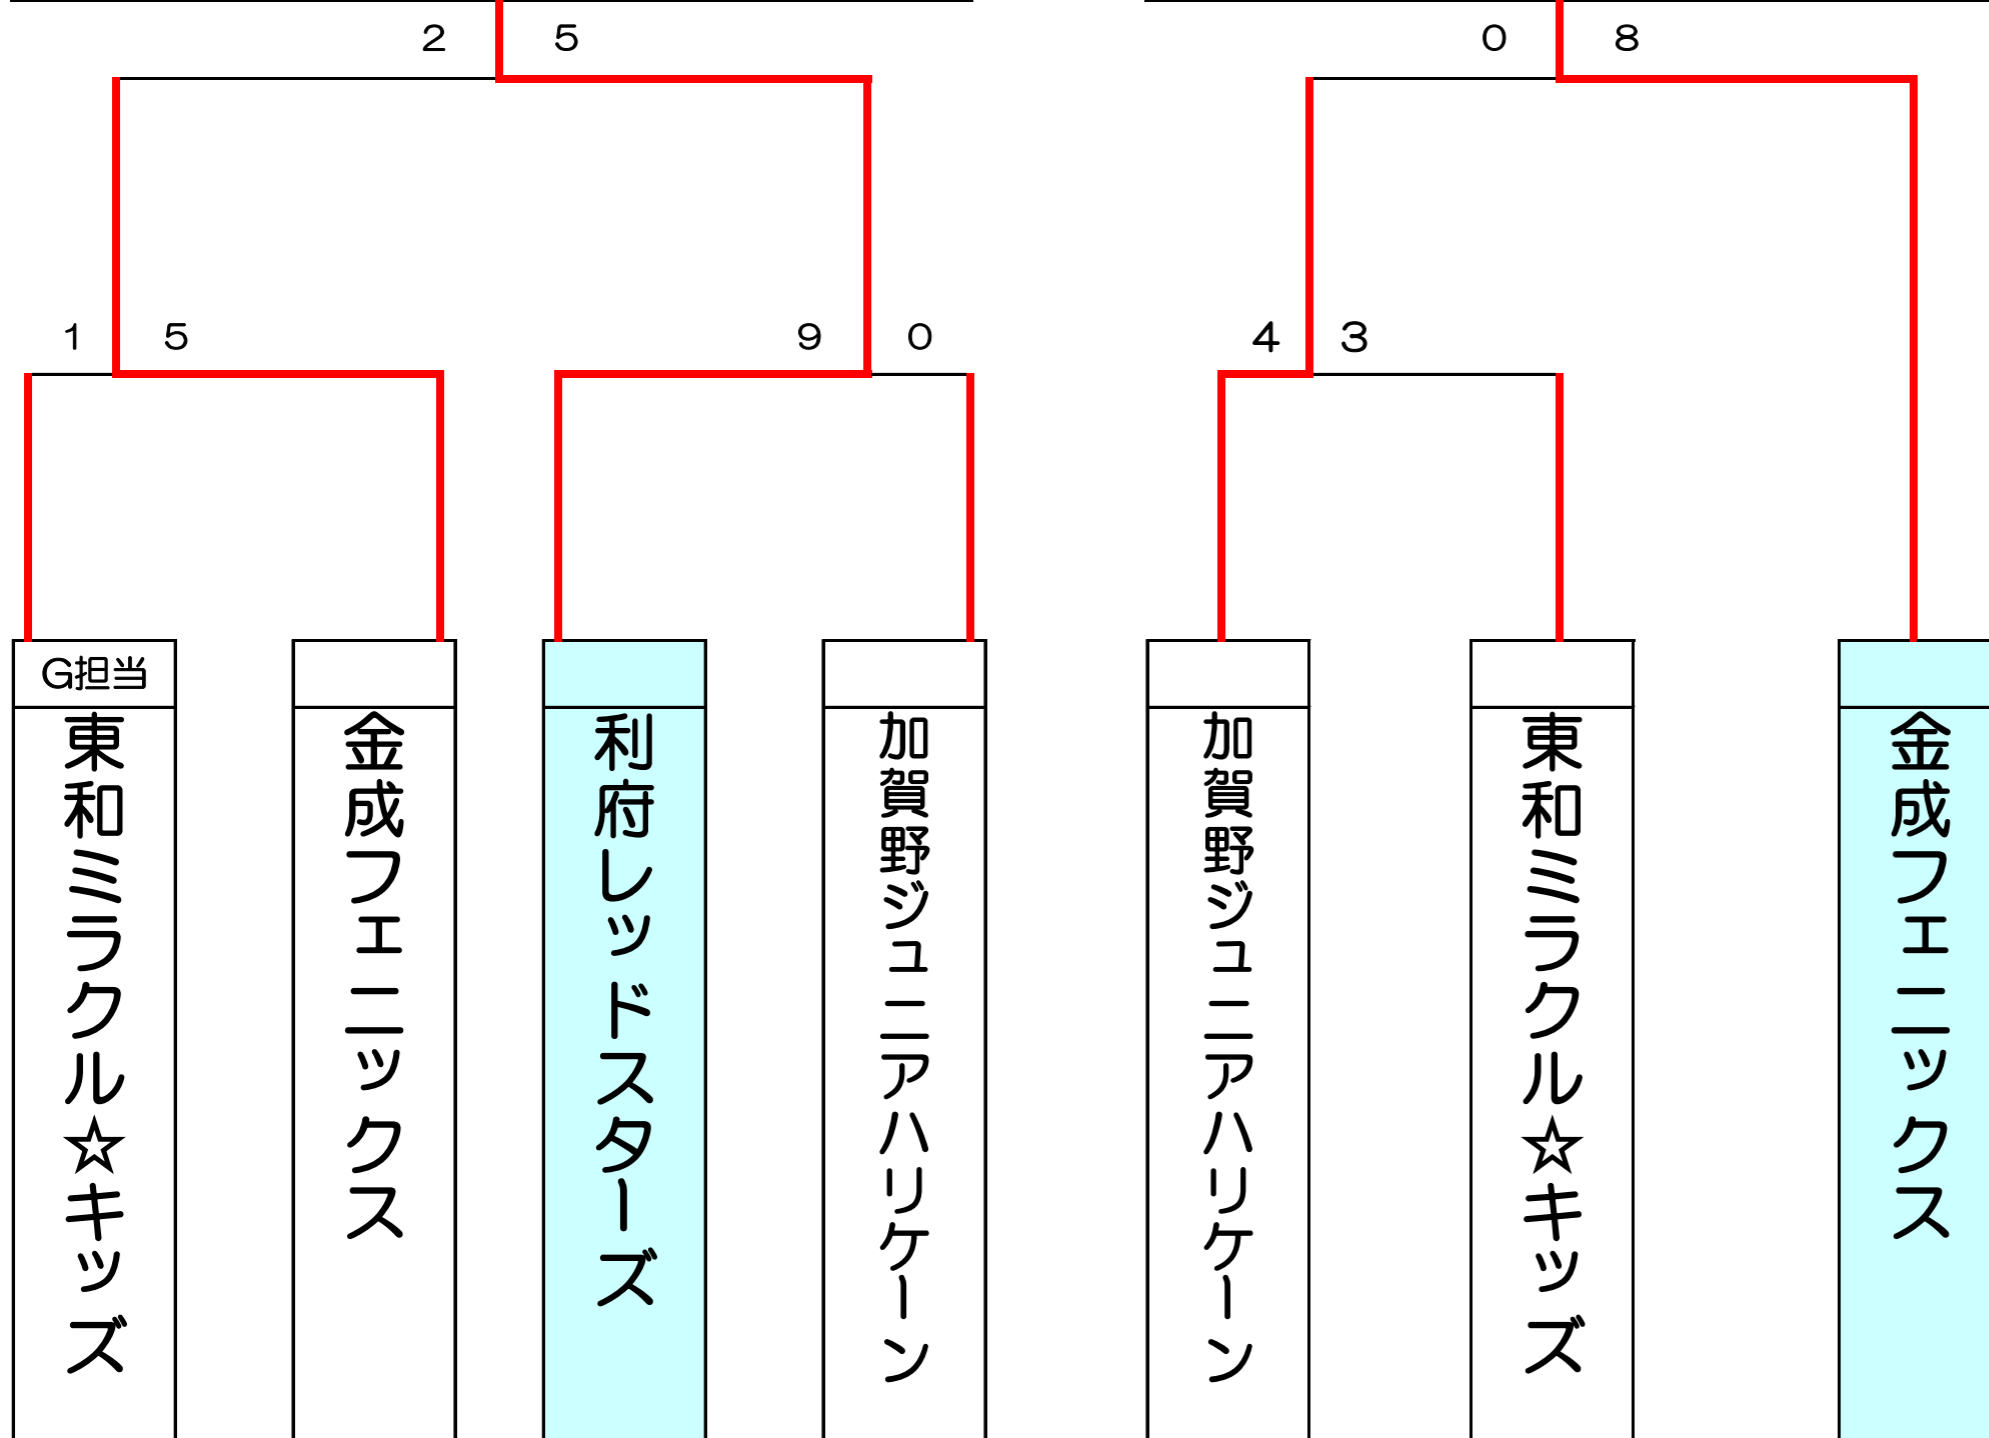 ２ ５ ０ ８
１ ５ ９ ０ ４ ３
G担当
東和ミラクル☆キッズ
金成フェニックス
利府レッドスターズ
加賀野ジュニアハリケーン
加賀野ジュニアハリケーン
東和ミラクル☆キッズ
金成フェニックス